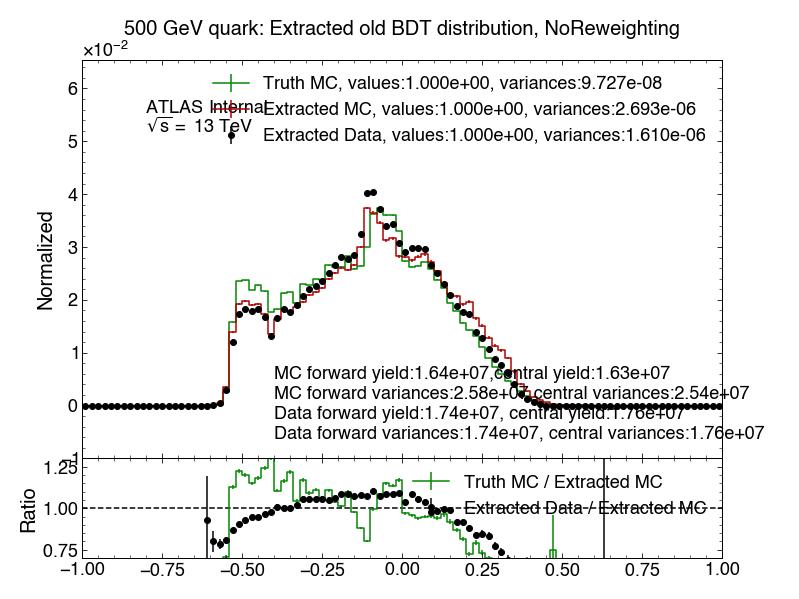 500 GeV quark: Extracted old BDT distribution, NoReweighting
×10⁻²
Truth MC, values:1.000e+00, variances:9.727e-08
ATLAS Internal
Extracted MC, values:1.000e+00, variances:2.693e-06
√s = 13 TeV
Extracted Data, values:1.000e+00, variances:1.610e-06
6
5
4
3
2
1
0
−1
Normalized
MC forward yield:1.64e+07,central yield:1.63e+07
MC forward variances:2.58e+07, central variances:2.54e+07
Data forward yield:1.74e+07, central yield:1.76e+07
Data forward variances:1.74e+07, central variances:1.76e+07
Truth MC / Extracted MC
Extracted Data / Extracted MC
1.25
1.00
0.75
Ratio
−1.00 −0.75 −0.50 −0.25 0.00 0.25 0.50 0.75 1.00